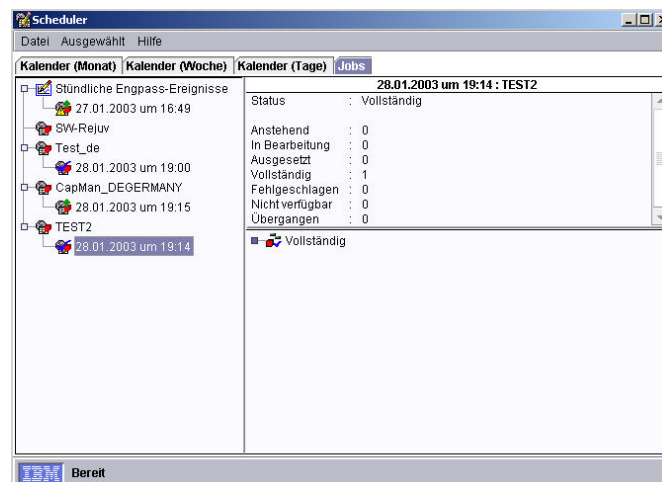 Scheduler
Datei Ausgewählt Hilfe
Kalender (Monat) Kalender (Woche) Kalender (Tage) Jobs
Stündliche Engpass-Ereignisse
27.01.2003 um 16:49
SW-Rejuv
Test_de
28.01.2003 um 19:00
CapMan_DEGERMANY
28.01.2003 um 19:15
TEST2
28.01.2003 um 19:14
28.01.2003 um 19:14 : TEST2
Status : Vollständig
Anstehend : 0
In Bearbeitung : 0
Ausgesetzt : 0
Vollständig : 1
Fehlgeschlagen : 0
Nicht verfügbar : 0
Übergangen : 0
Vollständig
IBM Bereit